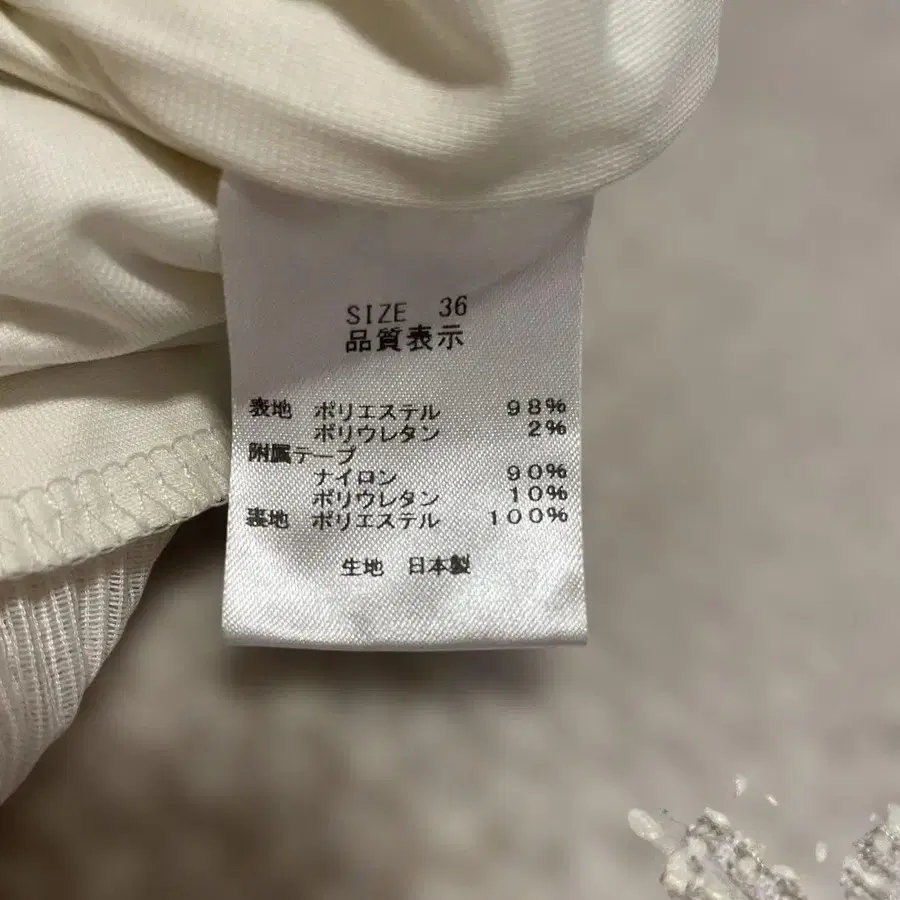 SIZE 36
品質表示
表地 ポリエステル 98%
ポリウレタン 2%
附属テープ
ナイロン 90%
ポリウレタン 10%
裏地 ポリエステル 100%
生地 日本製